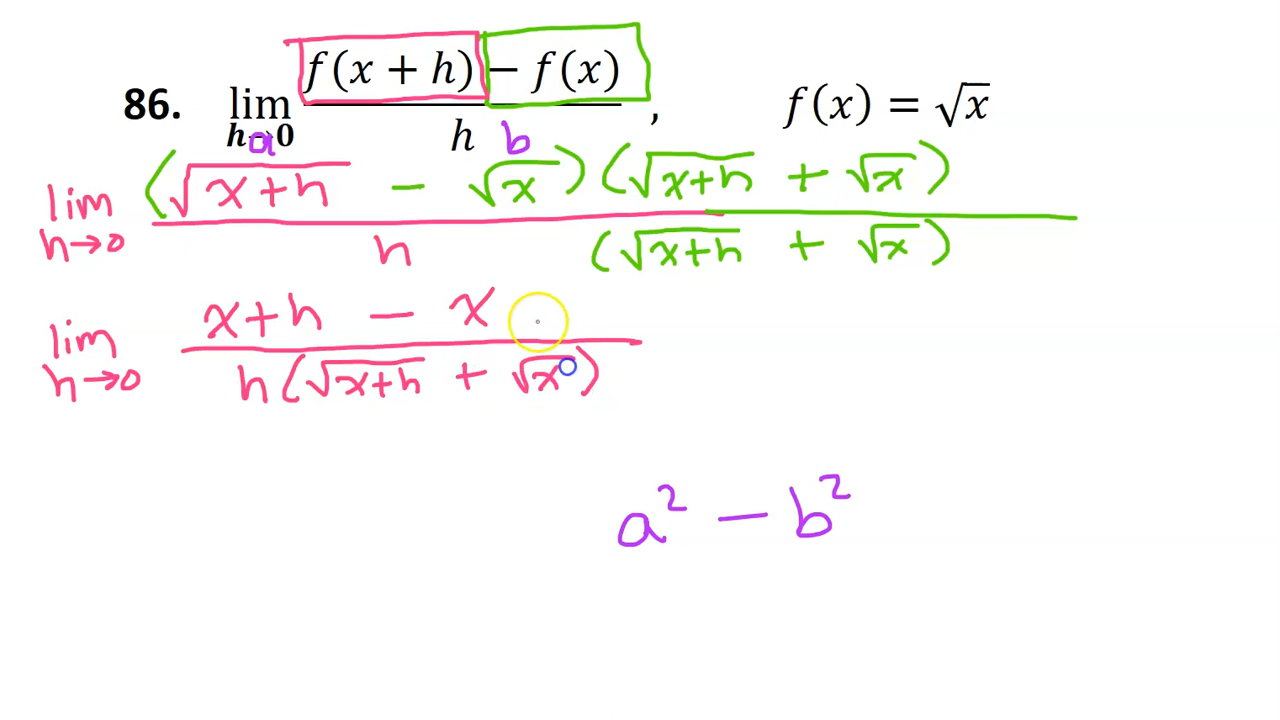 86. lim h→0 f(x + h) − f(x) / h , f(x) = √x
a b
lim h→0 (√x+h − √x)(√x+h + √x) / h (√x+h + √x)
lim h→0 x+h − x / h(√x+h + √x)
a² − b²